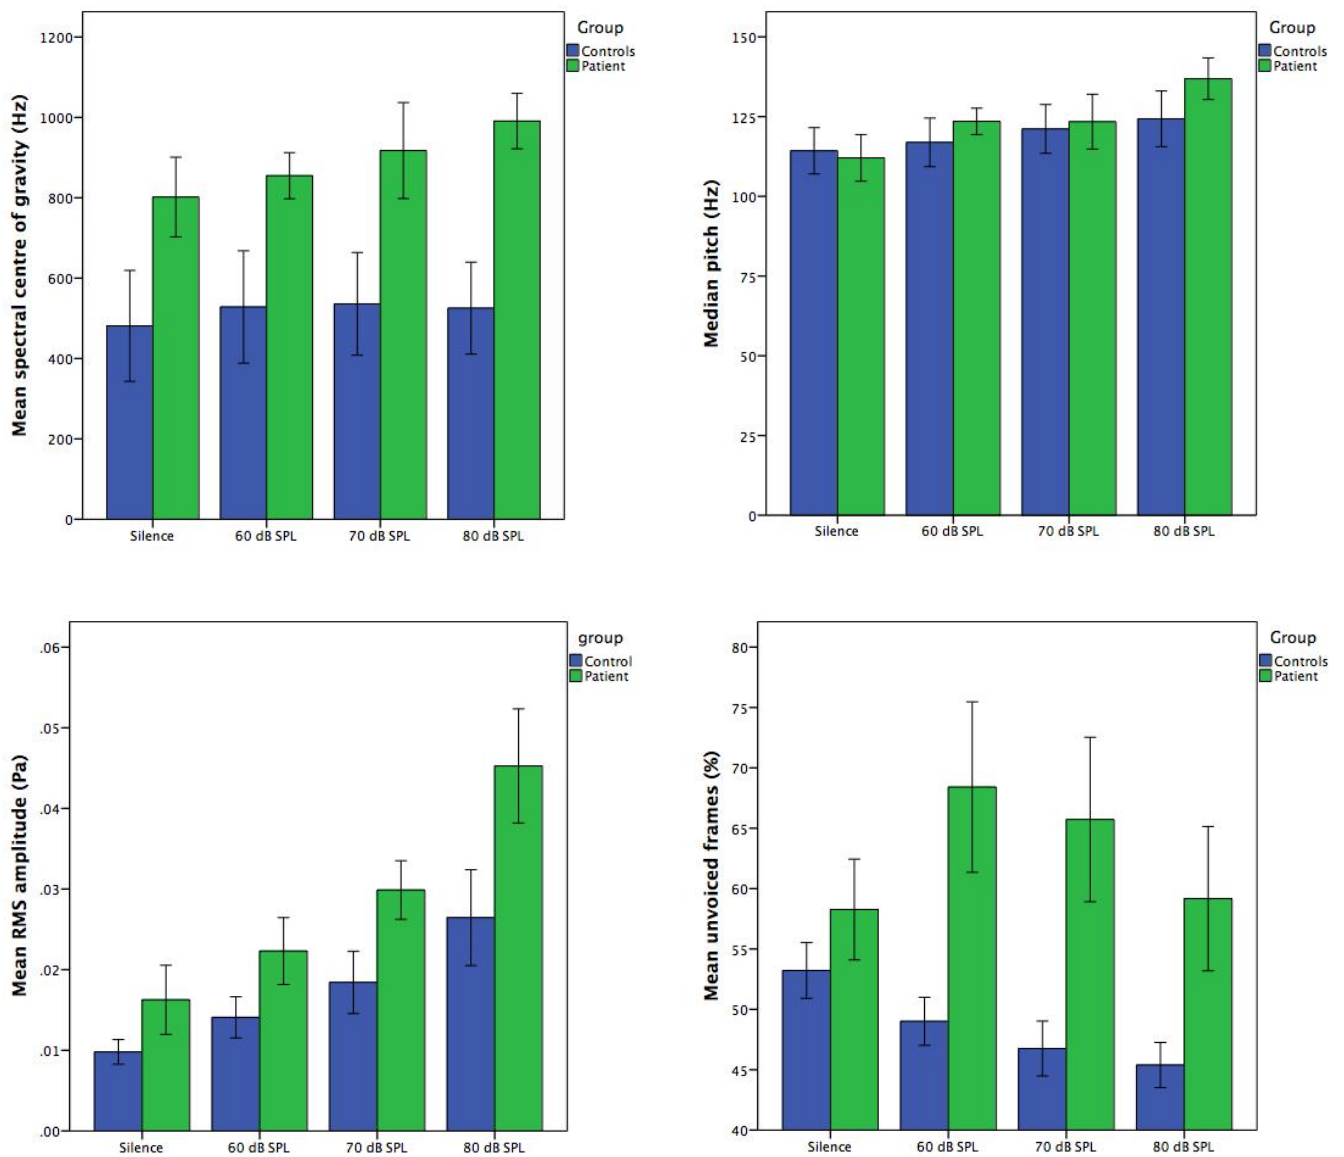 Group
Controls
Patient
Mean spectral centre of gravity (Hz)
1200
1000
800
600
400
200
0
Silence 60 dB SPL 70 dB SPL 80 dB SPL
Group
Controls
Patient
Median pitch (Hz)
150
125
100
75
50
25
0
Silence 60 dB SPL 70 dB SPL 80 dB SPL
group
Control
Patient
Mean RMS amplitude (Pa)
.06
.05
.04
.03
.02
.01
.00
Silence 60 dB SPL 70 dB SPL 80 dB SPL
Group
Controls
Patient
Mean unvoiced frames (%)
80
75
70
65
60
55
50
45
40
Silence 60 dB SPL 70 dB SPL 80 dB SPL